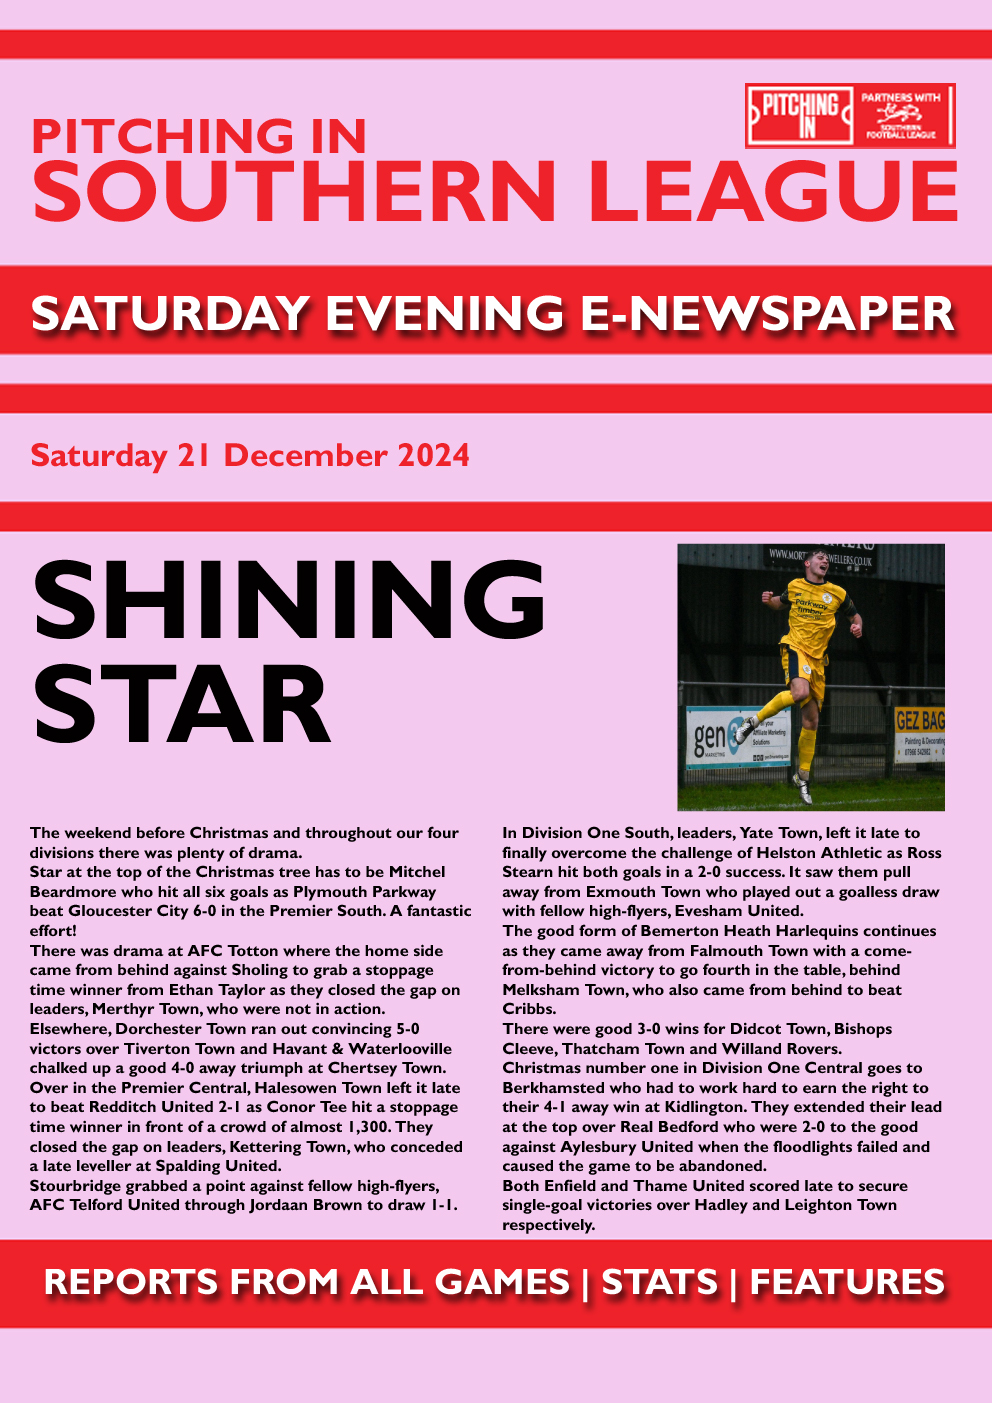 PITCHING IN
PARTNERS WITH
SOUTHERN
FOOTBALL LEAGUE
PITCHING IN
SOUTHERN LEAGUE
SATURDAY EVENING E-NEWSPAPER
Saturday 21 December 2024
SHINING
STAR
Parkway
Timber
gen
MARKETING
Affiliate Marketing
Solutions
GEZ BAG
Painting & Decorating
The weekend before Christmas and throughout our four
divisions there was plenty of drama.
Star at the top of the Christmas tree has to be Mitchel
Beardmore who hit all six goals as Plymouth Parkway
beat Gloucester City 6-0 in the Premier South. A fantastic
effort!
There was drama at AFC Totton where the home side
came from behind against Sholing to grab a stoppage
time winner from Ethan Taylor as they closed the gap on
leaders, Merthyr Town, who were not in action.
Elsewhere, Dorchester Town ran out convincing 5-0
victors over Tiverton Town and Havant & Waterlooville
chalked up a good 4-0 away triumph at Chertsey Town.
Over in the Premier Central, Halesowen Town left it late
to beat Redditch United 2-1 as Conor Tee hit a stoppage
time winner in front of a crowd of almost 1,300. They
closed the gap on leaders, Kettering Town, who conceded
a late leveller at Spalding United.
Stourbridge grabbed a point against fellow high-flyers,
AFC Telford United through Jordaan Brown to draw 1-1.
In Division One South, leaders, Yate Town, left it late to
finally overcome the challenge of Helston Athletic as Ross
Stearn hit both goals in a 2-0 success. It saw them pull
away from Exmouth Town who played out a goalless draw
with fellow high-flyers, Evesham United.
The good form of Bemerton Heath Harlequins continues
as they came away from Falmouth Town with a come-
from-behind victory to go fourth in the table, behind
Melksham Town, who also came from behind to beat
Cribbs.
There were good 3-0 wins for Didcot Town, Bishops
Cleeve, Thatcham Town and Willand Rovers.
Christmas number one in Division One Central goes to
Berkhamsted who had to work hard to earn the right to
their 4-1 away win at Kidlington. They extended their lead
at the top over Real Bedford who were 2-0 to the good
against Aylesbury United when the floodlights failed and
caused the game to be abandoned.
Both Enfield and Thame United scored late to secure
single-goal victories over Hadley and Leighton Town
respectively.
REPORTS FROM ALL GAMES | STATS | FEATURES